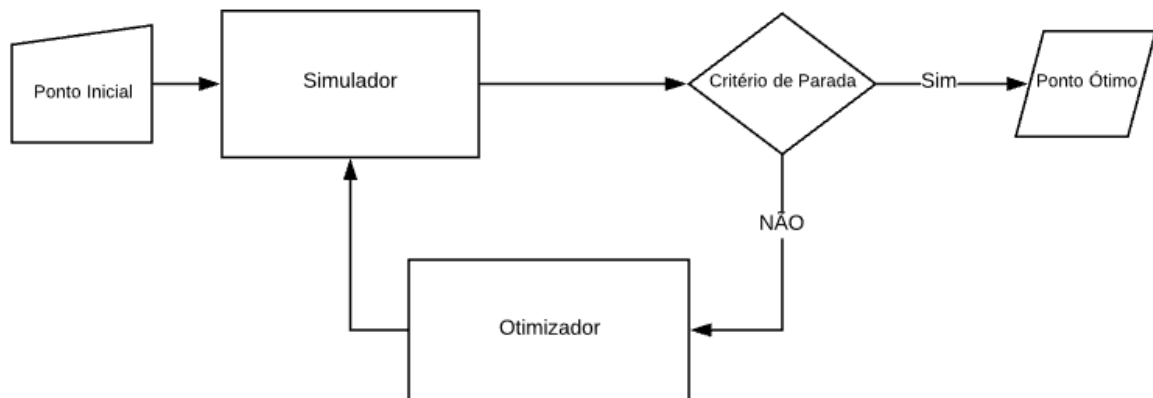 Ponto Inicial
Simulador
Critério de Parada
Sim
Ponto Ótimo
NÃO
Otimizador